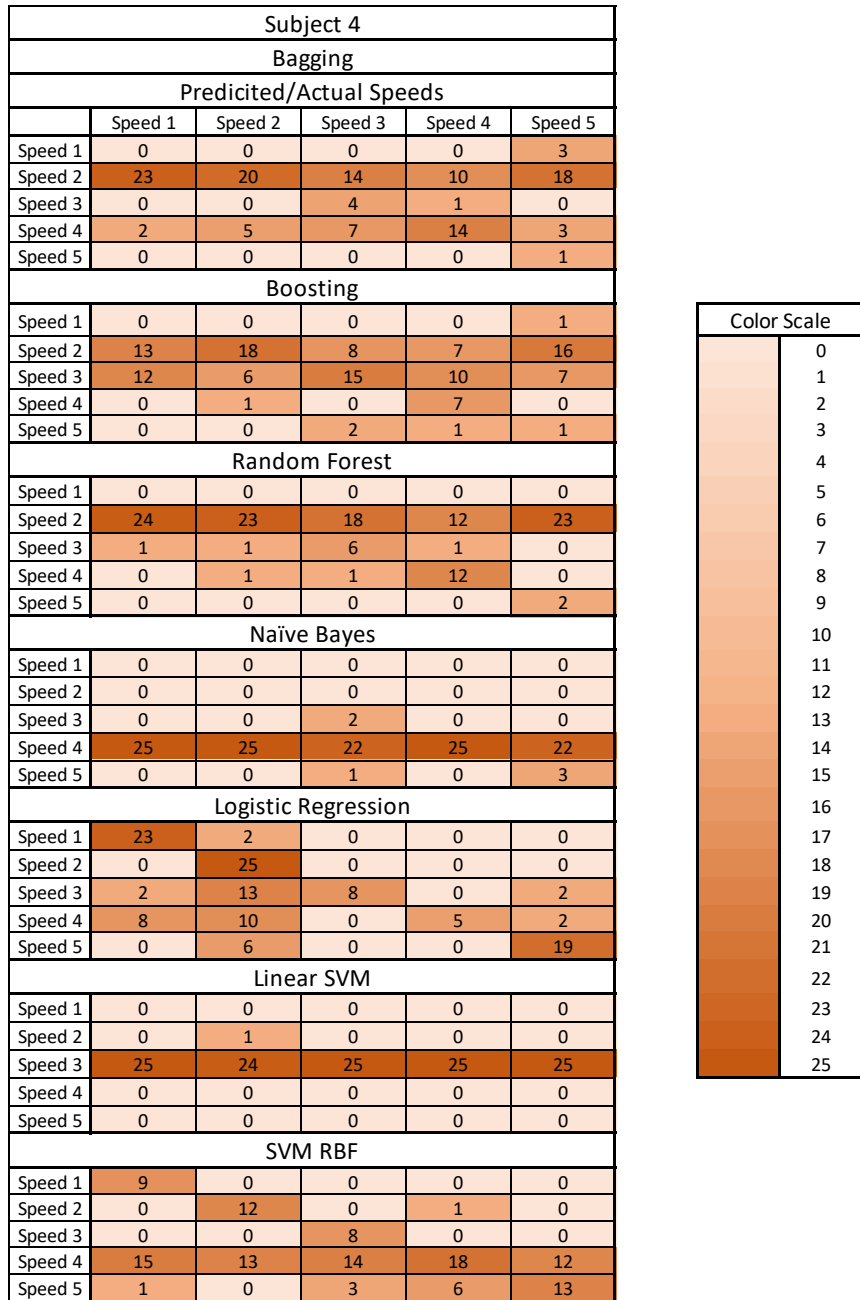 Subject 4
Bagging
Predicited/Actual Speeds
Speed 1 Speed 2 Speed 3 Speed 4 Speed 5
Speed 1 0 0 0 0 3
Speed 2 23 20 14 10 18
Speed 3 0 0 4 1 0
Speed 4 2 5 7 14 3
Speed 5 0 0 0 0 1
Boosting
Speed 1 0 0 0 0 1
Speed 2 13 18 8 7 16
Speed 3 12 6 15 10 7
Speed 4 0 1 0 7 0
Speed 5 0 0 2 1 1
Random Forest
Speed 1 0 0 0 0 0
Speed 2 24 23 18 12 23
Speed 3 1 1 6 1 0
Speed 4 0 1 1 12 0
Speed 5 0 0 0 0 2
Naïve Bayes
Speed 1 0 0 0 0 0
Speed 2 0 0 0 0 0
Speed 3 0 0 2 0 0
Speed 4 25 25 22 25 22
Speed 5 0 0 1 0 3
Logistic Regression
Speed 1 23 2 0 0 0
Speed 2 0 25 0 0 0
Speed 3 2 13 8 0 2
Speed 4 8 10 0 5 2
Speed 5 0 6 0 0 19
Linear SVM
Speed 1 0 0 0 0 0
Speed 2 0 1 0 0 0
Speed 3 25 24 25 25 25
Speed 4 0 0 0 0 0
Speed 5 0 0 0 0 0
SVM RBF
Speed 1 9 0 0 0 0
Speed 2 0 12 0 1 0
Speed 3 0 0 8 0 0
Speed 4 15 13 14 18 12
Speed 5 1 0 3 6 13
Color Scale
0
1
2
3
4
5
6
7
8
9
10
11
12
13
14
15
16
17
18
19
20
21
22
23
24
25